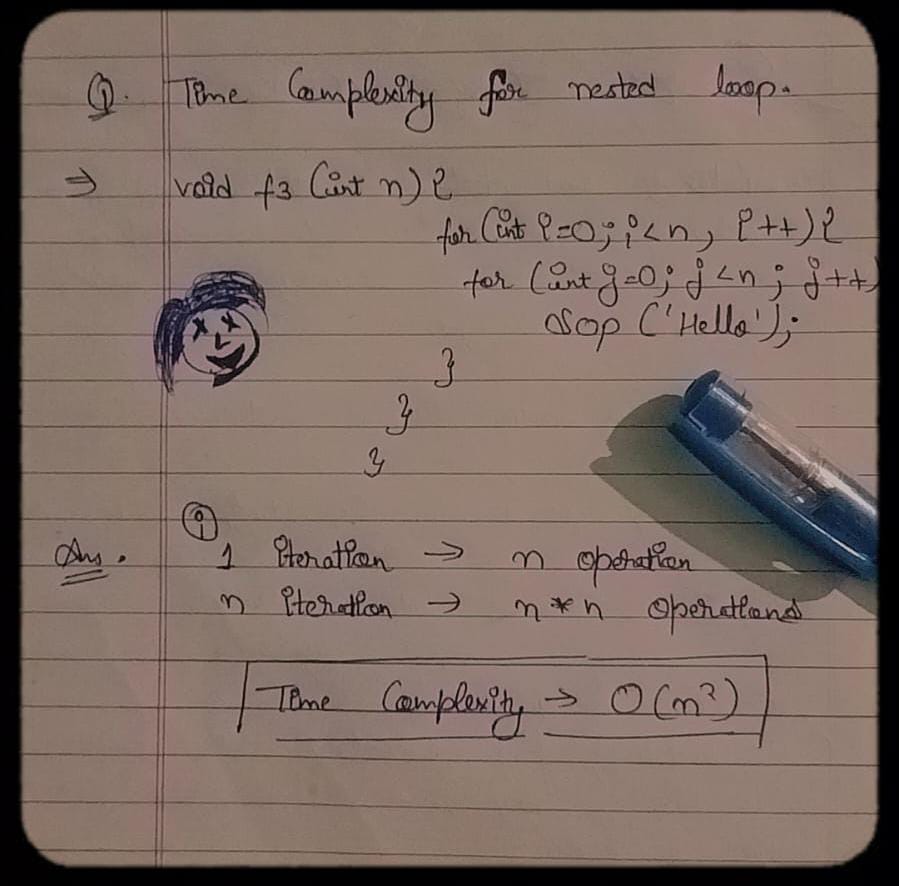 Q. Time Complexity for nested loop.
⇒ void f3 (int n) {
for (int i=0; i<n, i++) {
for (int j=0; j<n; j++)
Sop ('Hello');
}
}
}
Ans. i
1 iteration → n operation
n iteration → n*n operations
Time Complexity → O(n²)